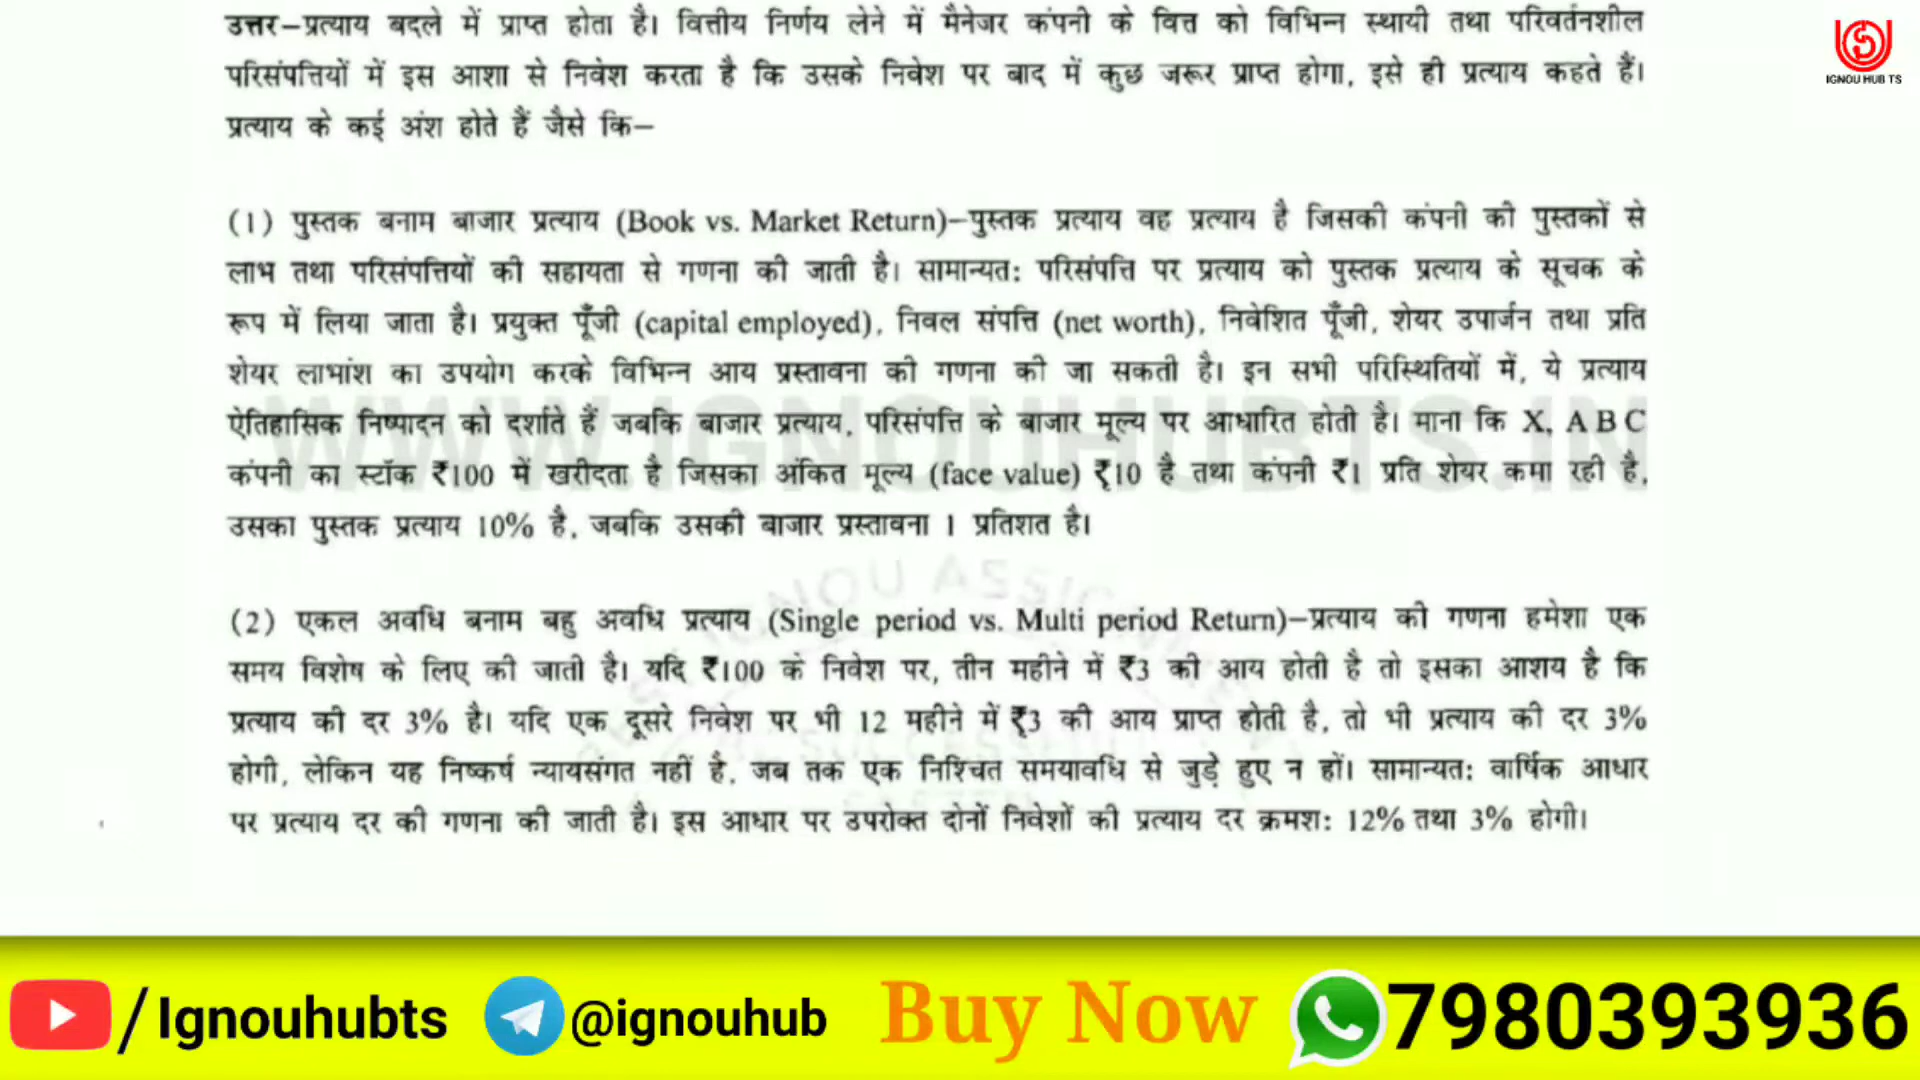 उत्तर–प्रत्याय बदले में प्राप्त होता है। वित्तीय निर्णय लेने में मैनेजर कंपनी के वित्त को विभिन्न स्थायी तथा परिवर्तनशील
परिसंपत्तियों में इस आशा से निवेश करता है कि उसके निवेश पर बाद में कुछ जरूर प्राप्त होगा, इसे ही प्रत्याय कहते हैं।
प्रत्याय के कई अंश होते हैं जैसे कि–
(1) पुस्तक बनाम बाजार प्रत्याय (Book vs. Market Return)–पुस्तक प्रत्याय वह प्रत्याय है जिसकी कंपनी की पुस्तकों से
लाभ तथा परिसंपत्तियों की सहायता से गणना की जाती है। सामान्यत: परिसंपत्ति पर प्रत्याय को पुस्तक प्रत्याय के सूचक के
रूप में लिया जाता है। प्रयुक्त पूँजी (capital employed), निवल संपत्ति (net worth), निवेशित पूँजी, शेयर उपार्जन तथा प्रति
शेयर लाभांश का उपयोग करके विभिन्न आय प्रस्तावना की गणना की जा सकती है। इन सभी परिस्थितियों में, ये प्रत्याय
ऐतिहासिक निष्पादन को दर्शाते हैं जबकि बाजार प्रत्याय, परिसंपत्ति के बाजार मूल्य पर आधारित होती है। माना कि X, A B C
कंपनी का स्टॉक ₹100 में खरीदता है जिसका अंकित मूल्य (face value) ₹10 है तथा कंपनी ₹1 प्रति शेयर कमा रही है,
उसका पुस्तक प्रत्याय 10% है, जबकि उसकी बाजार प्रस्तावना 1 प्रतिशत है।
(2) एकल अवधि बनाम बहु अवधि प्रत्याय (Single period vs. Multi period Return)–प्रत्याय की गणना हमेशा एक
समय विशेष के लिए की जाती है। यदि ₹100 के निवेश पर, तीन महीने में ₹3 की आय होती है तो इसका आशय है कि
प्रत्याय की दर 3% है। यदि एक दूसरे निवेश पर भी 12 महीने में ₹3 की आय प्राप्त होती है, तो भी प्रत्याय की दर 3%
होगी, लेकिन यह निष्कर्ष न्यायसंगत नहीं है, जब तक एक निश्चित समयावधि से जुड़े हुए न हों। सामान्यत: वार्षिक आधार
पर प्रत्याय दर की गणना की जाती है। इस आधार पर उपरोक्त दोनों निवेशों की प्रत्याय दर क्रमश: 12% तथा 3% होगी।
IGNOU HUB TS
WWW.IGNOUHUBTS.IN
/Ignouhubts @ignouhub Buy Now 7980393936